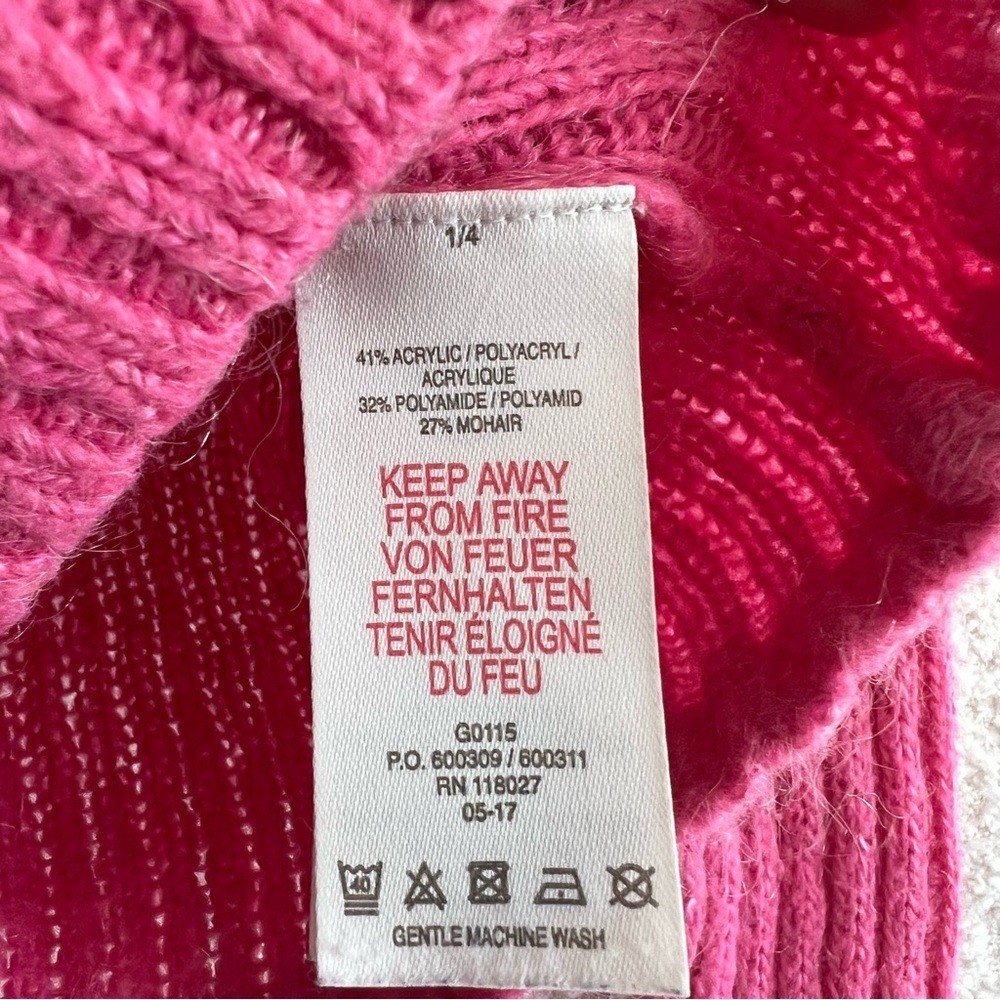 1/4
41% ACRYLIC / POLYACRYL /
ACRYLIQUE
32% POLYAMIDE / POLYAMID
27% MOHAIR
KEEP AWAY
FROM FIRE
VON FEUER
FERNHALTEN
TENIR ÉLOIGNÉ
DU FEU
G0115
P.O. 600309 / 600311
RN 118027
05-17
40
GENTLE MACHINE WASH